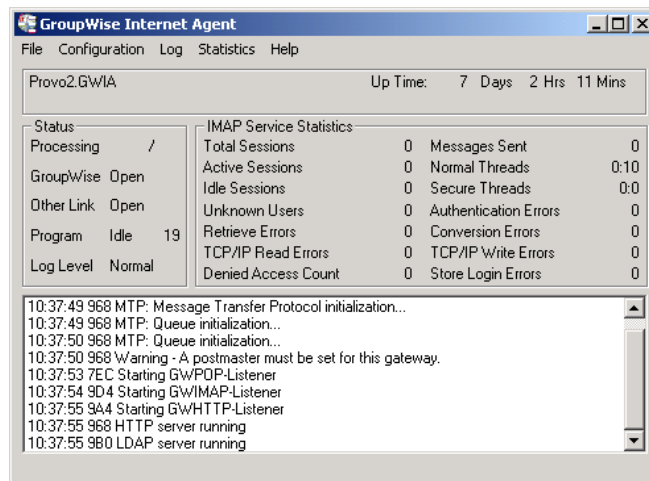 GroupWise Internet Agent
File Configuration Log Statistics Help
Provo2.GWIA Up Time: 7 Days 2 Hrs 11 Mins
Status
Processing /
GroupWise Open
Other Link Open
Program Idle 19
Log Level Normal
IMAP Service Statistics
Total Sessions 0 Messages Sent 0
Active Sessions 0 Normal Threads 0:10
Idle Sessions 0 Secure Threads 0:0
Unknown Users 0 Authentication Errors 0
Retrieve Errors 0 Conversion Errors 0
TCP/IP Read Errors 0 TCP/IP Write Errors 0
Denied Access Count 0 Store Login Errors 0
10:37:49 968 MTP: Message Transfer Protocol initialization...
10:37:49 968 MTP: Queue initialization...
10:37:50 968 MTP: Queue initialization...
10:37:50 968 Warning - A postmaster must be set for this gateway.
10:37:53 7EC Starting GWPOP-Listener
10:37:54 9D4 Starting GWIMAP-Listener
10:37:55 9A4 Starting GWHTTP-Listener
10:37:55 968 HTTP server running
10:37:55 9B0 LDAP server running